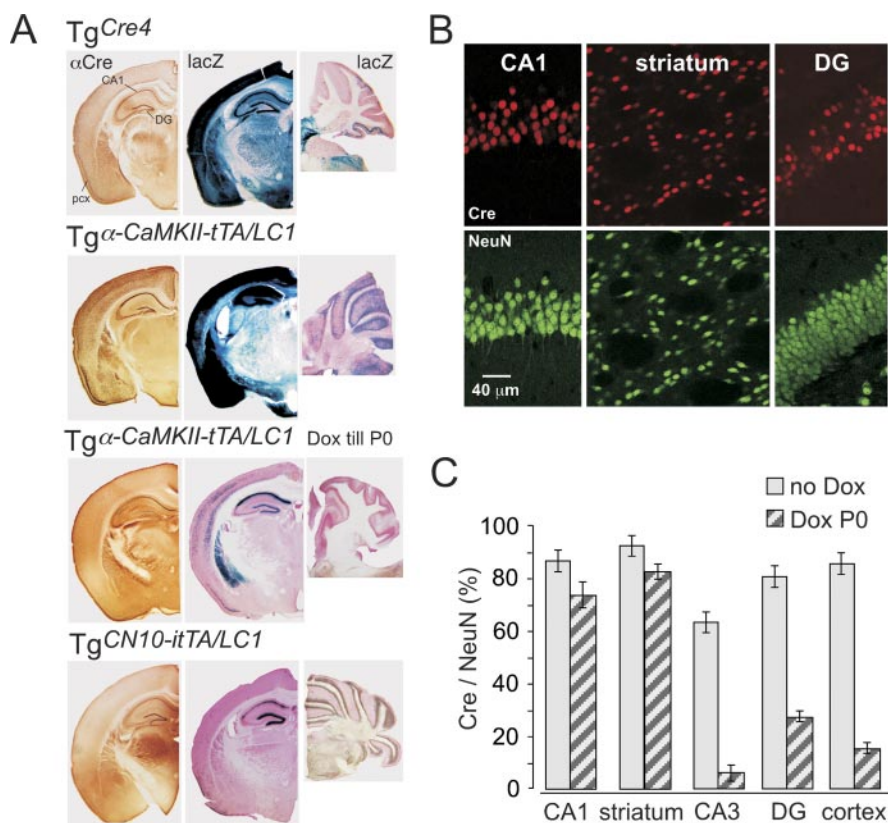 A
Tg Cre4
αCre
CA1
DG
pcx
lacZ
lacZ
Tg α-CaMKII-tTA/LC1
Tg α-CaMKII-tTA/LC1 Dox till P0
Tg CN10-itTA/LC1
B
CA1 striatum DG
Cre
NeuN
40 μm
C
no Dox
Dox P0
Cre / NeuN (%)
100
80
60
40
20
0
CA1 striatum CA3 DG cortex